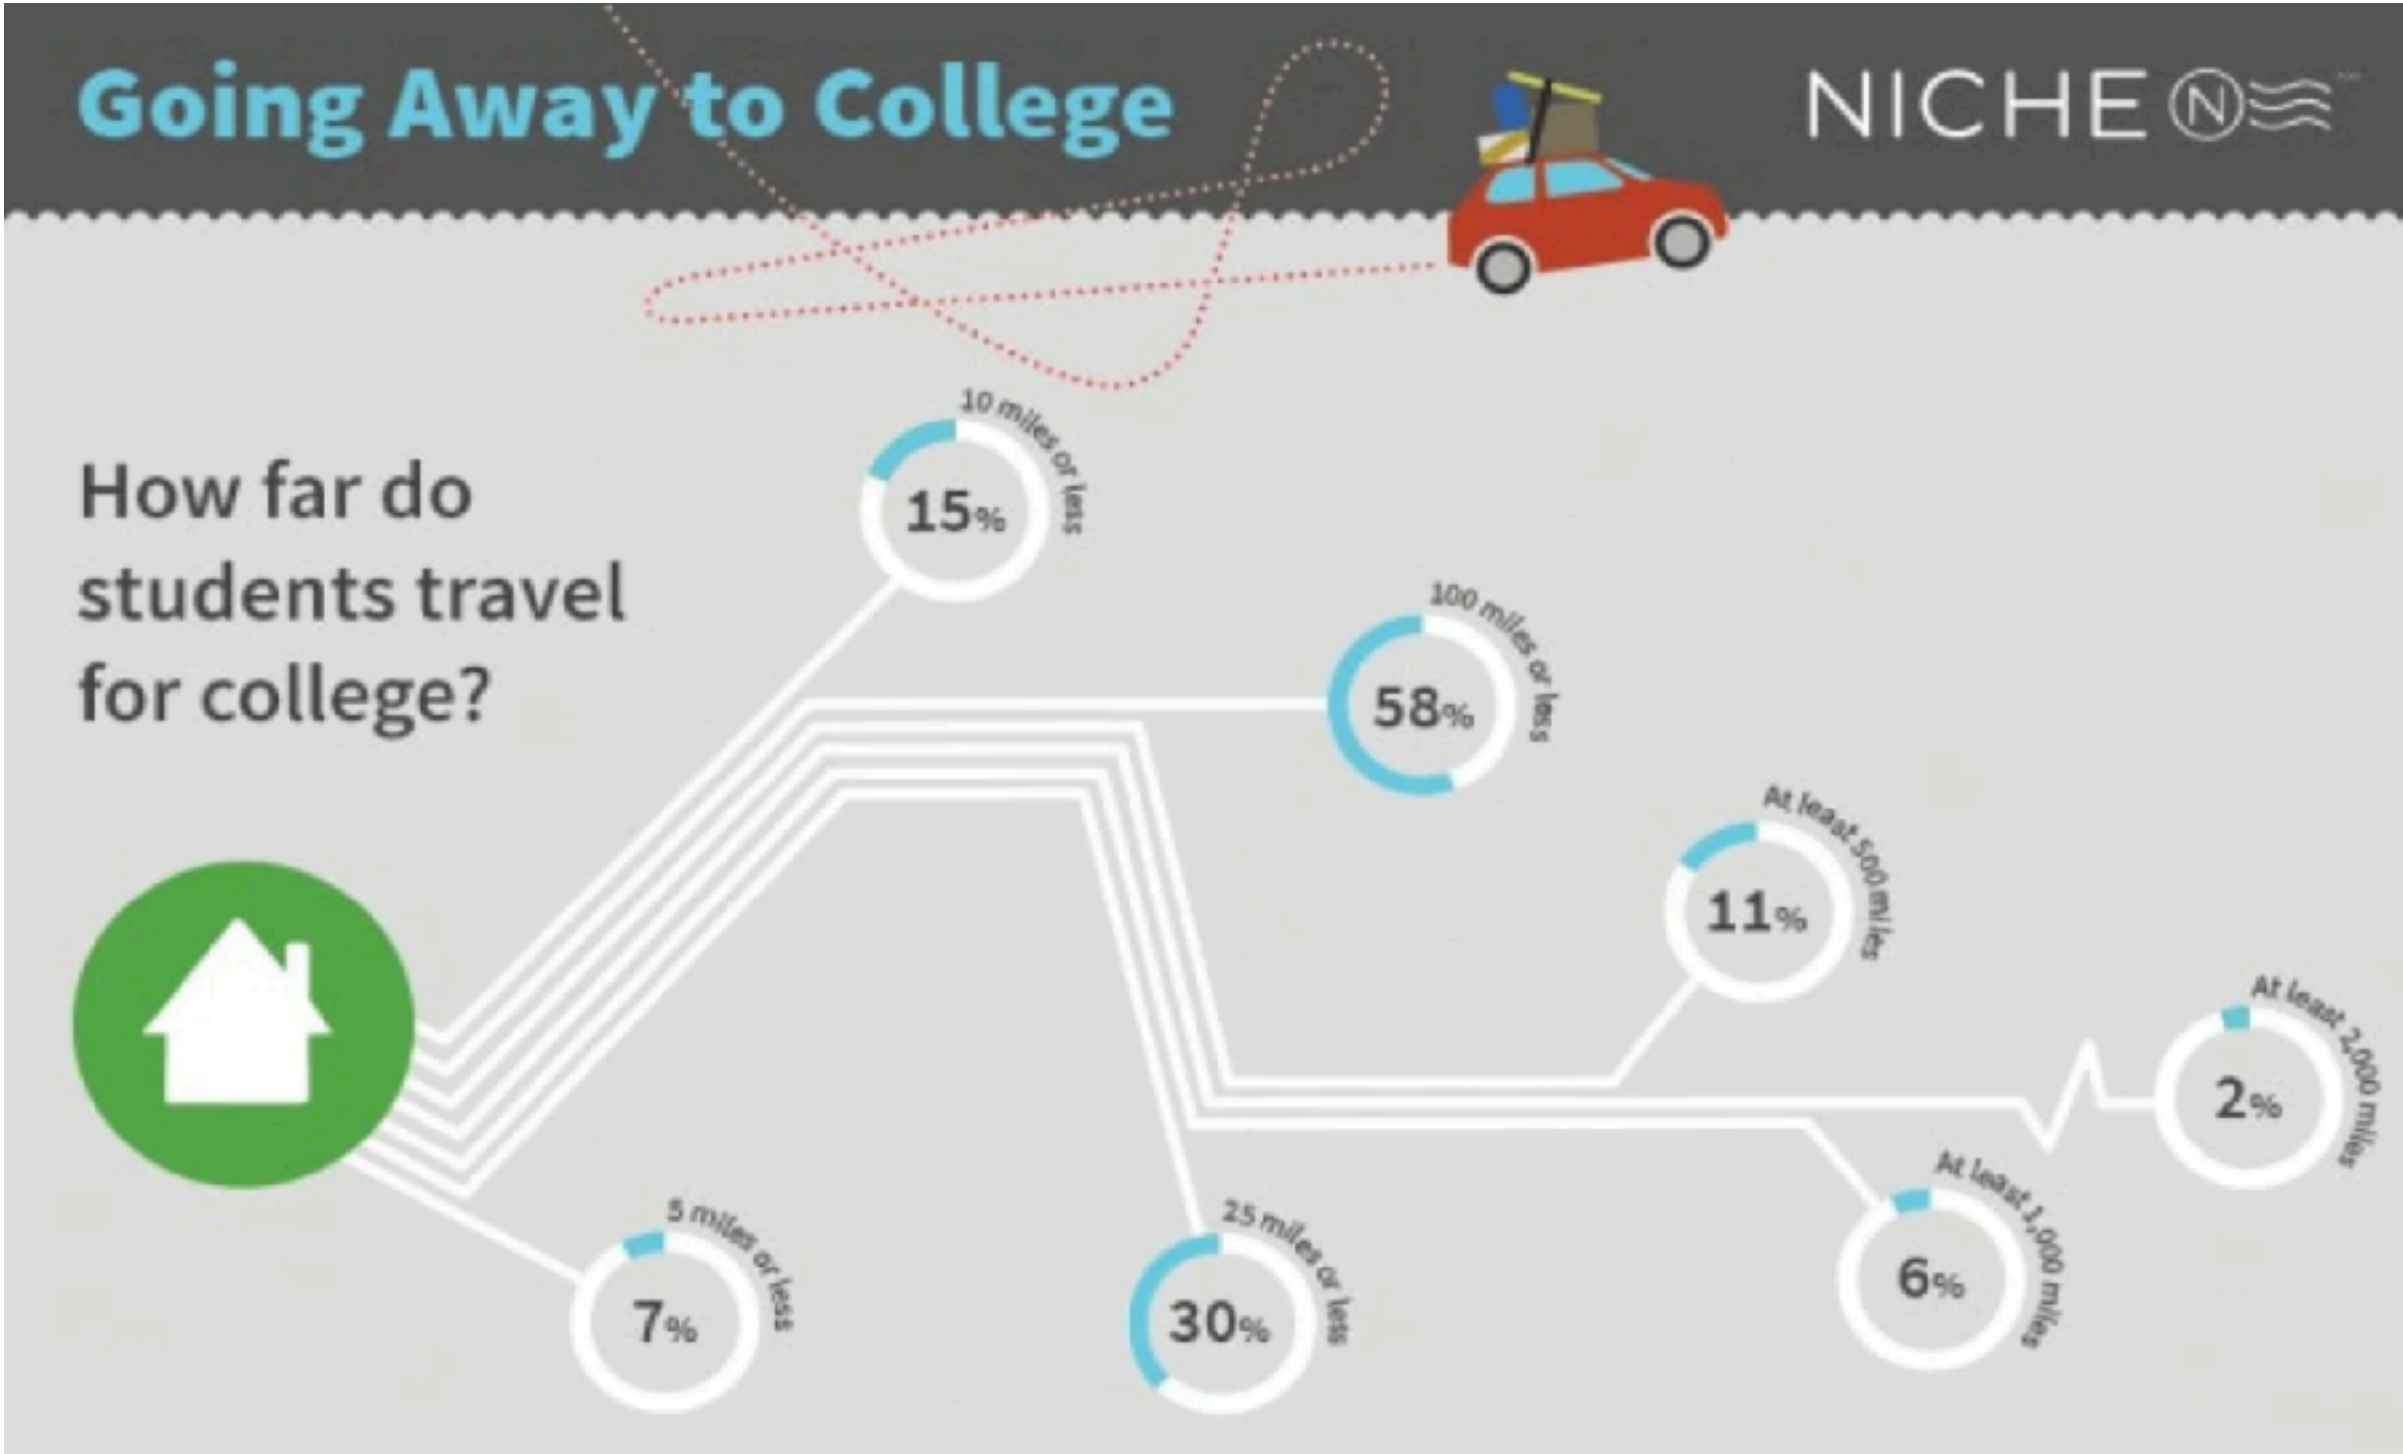 Going Away to College
NICHE N
How far do
students travel
for college?
10 miles or less
15%
100 miles or less
58%
At least 500 miles
11%
At least 2,000 miles
2%
At least 1,000 miles
6%
5 miles or less
7%
25 miles or less
30%